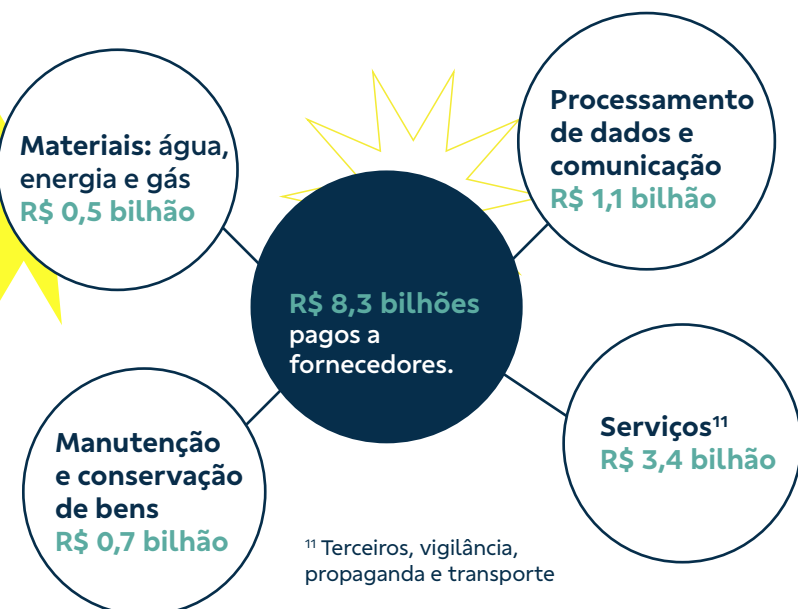 Materiais: água,
energia e gás
R$ 0,5 bilhão
Processamento
de dados e
comunicação
R$ 1,1 bilhão
R$ 8,3 bilhões
pagos a
fornecedores.
Manutenção
e conservação
de bens
R$ 0,7 bilhão
Serviços¹¹
R$ 3,4 bilhão
¹¹ Terceiros, vigilância,
propaganda e transporte